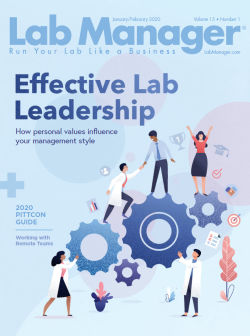 January/February 2020 Volume 15 • Number 1
Lab Manager®
Run Your Lab Like a Business LabManager.com
Effective Lab
Leadership
How personal values influence
your management style
2020
PITTCON
GUIDE
Working with
Remote Teams